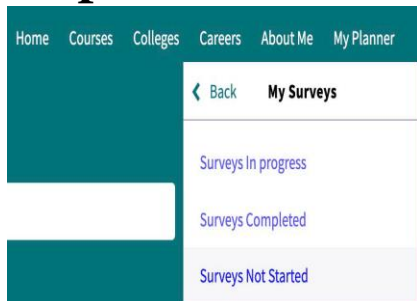 Home Courses Colleges Careers About Me My Planner
Back My Surveys
Surveys In progress
Surveys Completed
Surveys Not Started